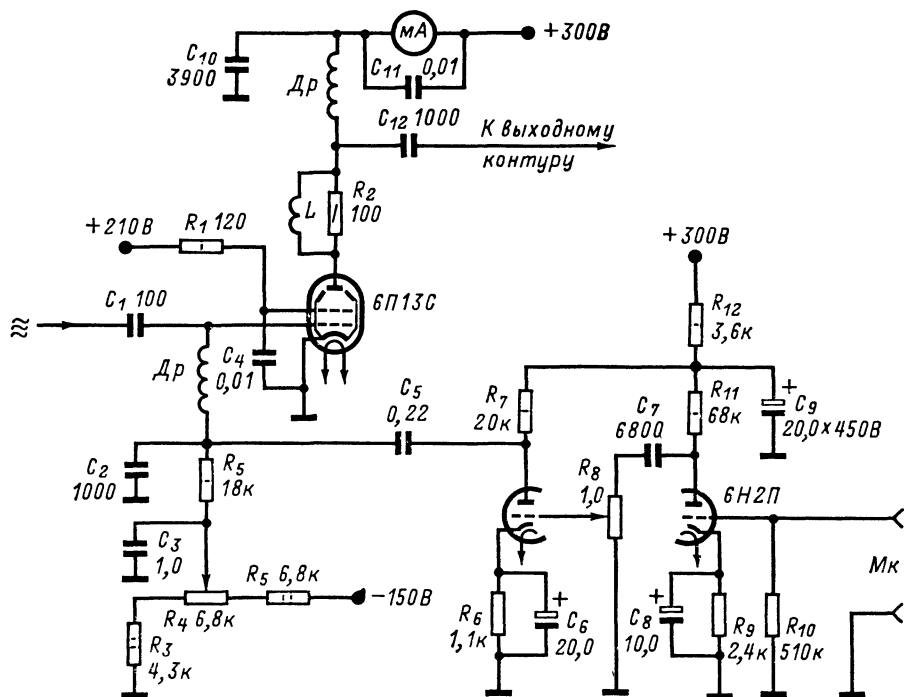 мА
+300В
C10
3900
C11
0,01
Др
C12 1000
К выходному
контуру
L
R2
100
+210В
R1 120
6П13С
+300В
C1 100
R12
3,6к
C4
0,01
Др
C5
0,22
R7
20к
C7
6800
R11
68к
+
C9
20,0×450В
C2
1000
R5
18к
R8
1,0
6Н2П
C3
1,0
Мк
R5 6,8к
-150В
R4 6,8к
R3
4,3к
R6
1,1к
+
C6
20,0
+
C8
10,0
R9
2,4к
R10
510к